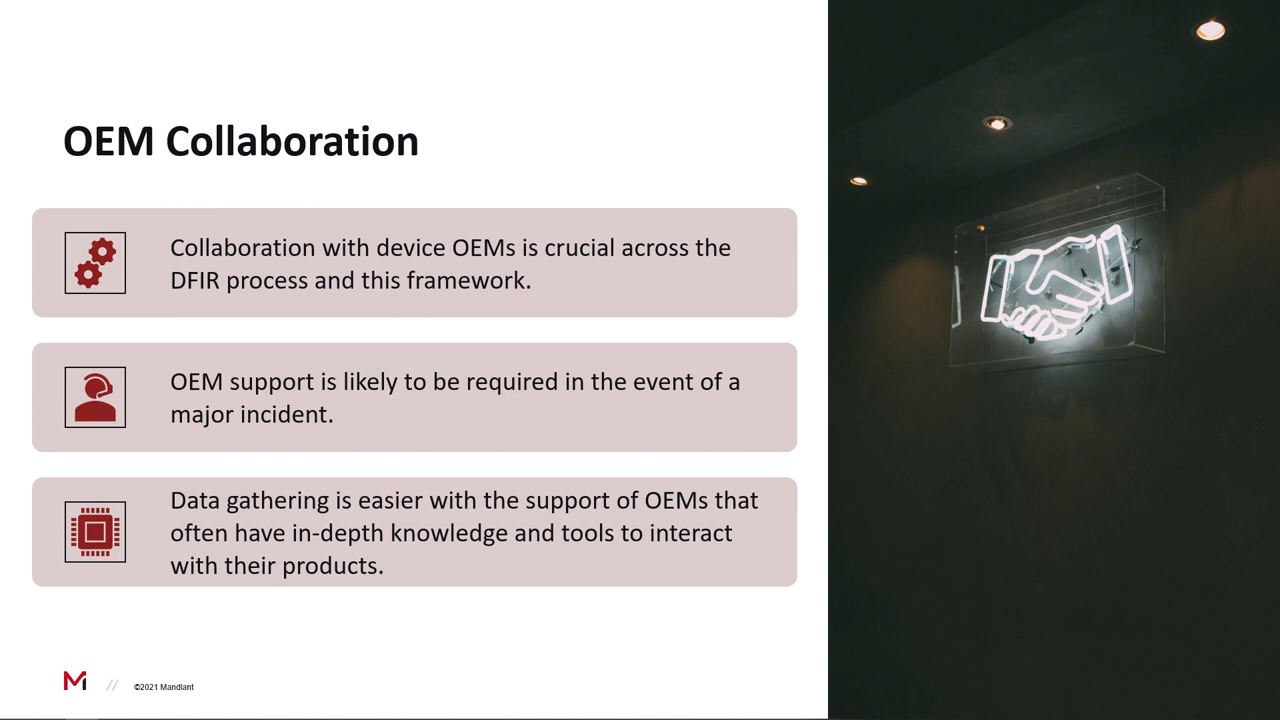 OEM Collaboration
Collaboration with device OEMs is crucial across the
DFIR process and this framework.
OEM support is likely to be required in the event of a
major incident.
Data gathering is easier with the support of OEMs that
often have in-depth knowledge and tools to interact
with their products.
M // ©2021 Mandiant